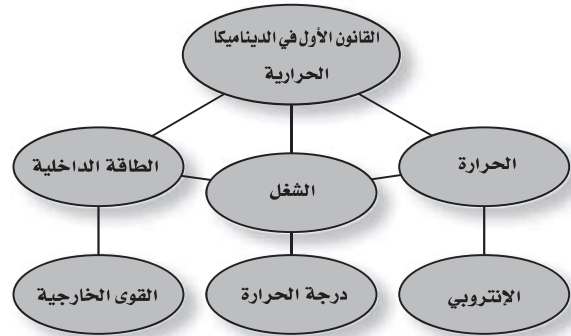 القانون الأول في الديناميكا
الحرارية
الحرارة
الشغل
الطاقة الداخلية
الإنتروبي
درجة الحرارة
القوى الخارجية